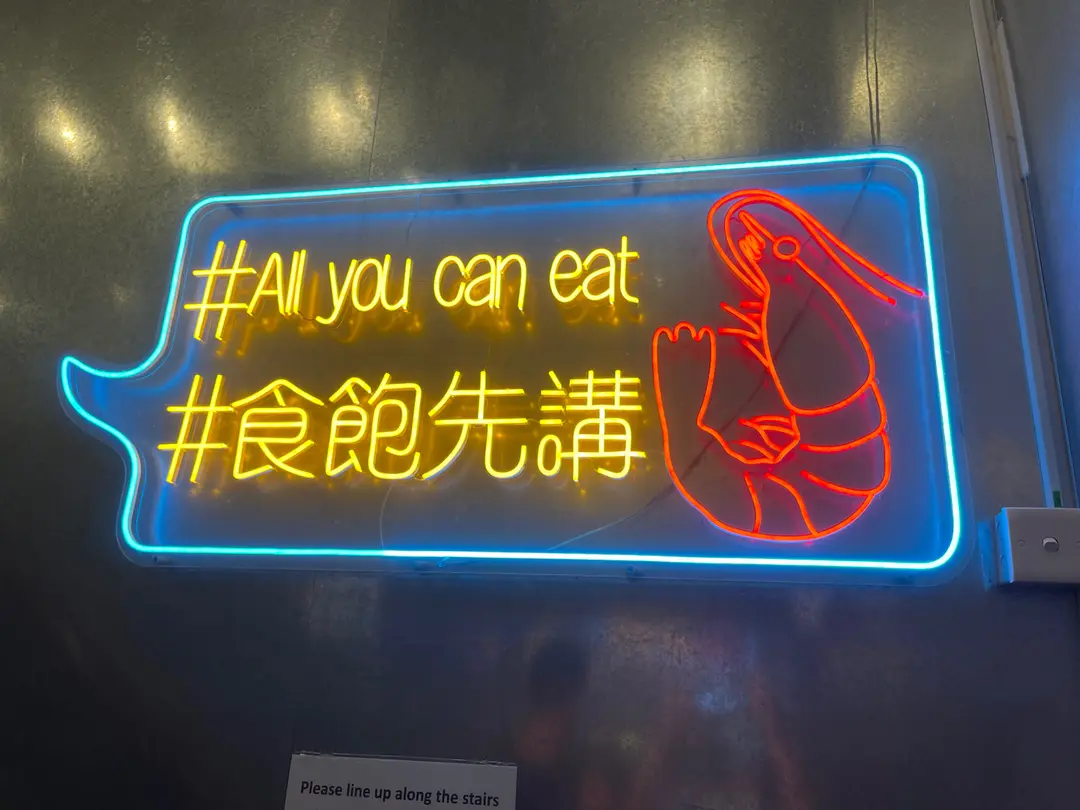 #All you can eat
#食飽先講
Please line up along the stairs